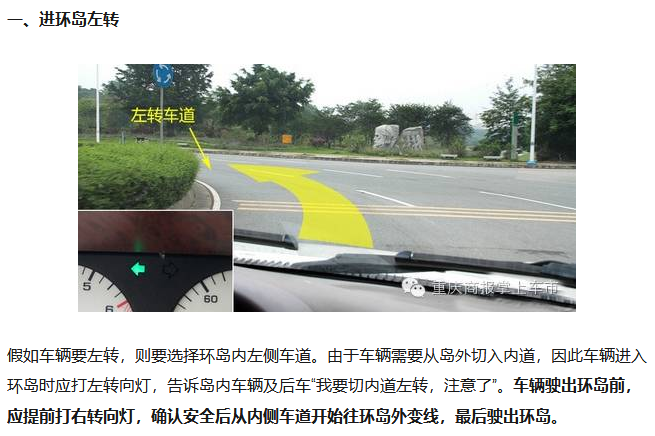 一、进环岛左转
左转车道
5
6
60
重庆商报掌上车市
假如车辆要左转，则要选择环岛内左侧车道。由于车辆需要从岛外切入内道，因此车辆进入
环岛时应打左转向灯，告诉岛内车辆及后车“我要切内道左转，注意了”。车辆驶出环岛前，
应提前打右转向灯，确认安全后从内侧车道开始往环岛外变线，最后驶出环岛。